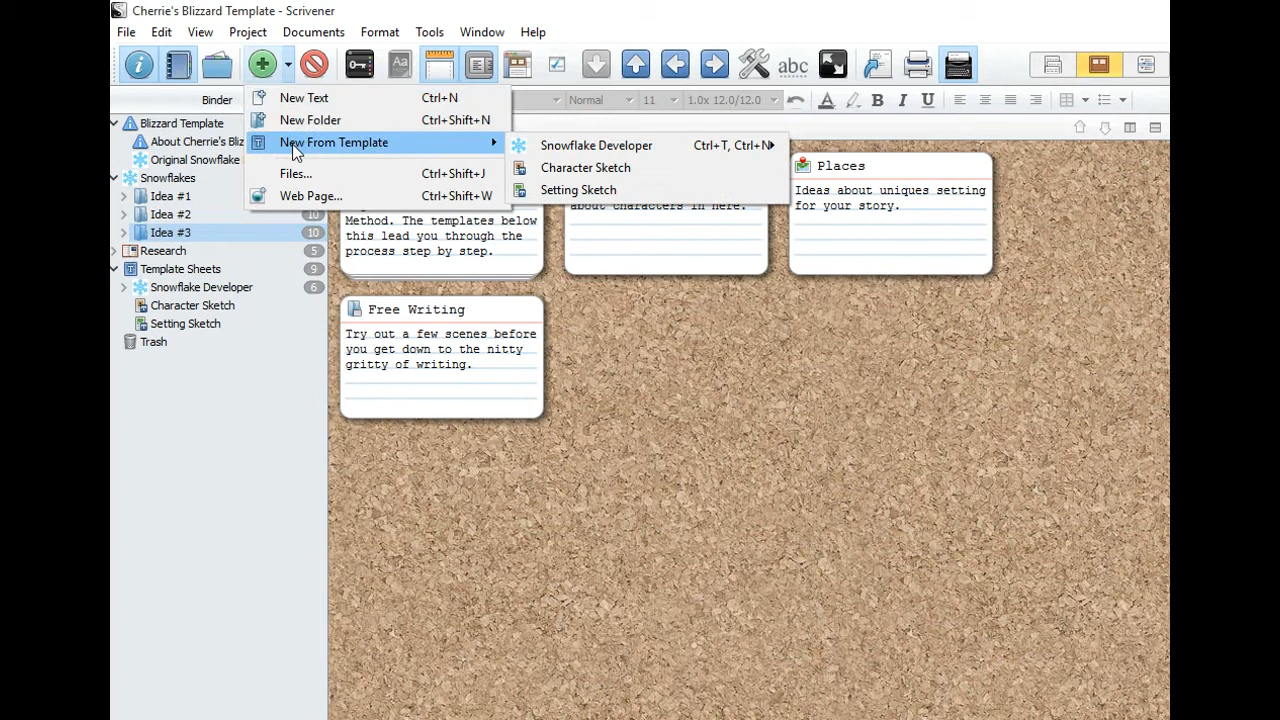 Cherrie's Blizzard Template - Scrivener
File Edit View Project Documents Format Tools Window Help
abc
Binder
Normal 11 1.0x 12.0/12.0 A B I U
New Text Ctrl+N
New Folder Ctrl+Shift+N
New From Template
Files... Ctrl+Shift+J
Web Page... Ctrl+Shift+W
Snowflake Developer Ctrl+T, Ctrl+N
Character Sketch
Setting Sketch
Blizzard Template
About Cherrie's Bliz
Original Snowflake
Snowflakes
Idea #1
Idea #2 10
Idea #3 10
Research 5
Template Sheets 9
Snowflake Developer 6
Character Sketch
Setting Sketch
Trash
Method. The templates below
this lead you through the
process step by step.
about characters in here.
Places
Ideas about uniques setting
for your story.
Free Writing
Try out a few scenes before
you get down to the nitty
gritty of writing.